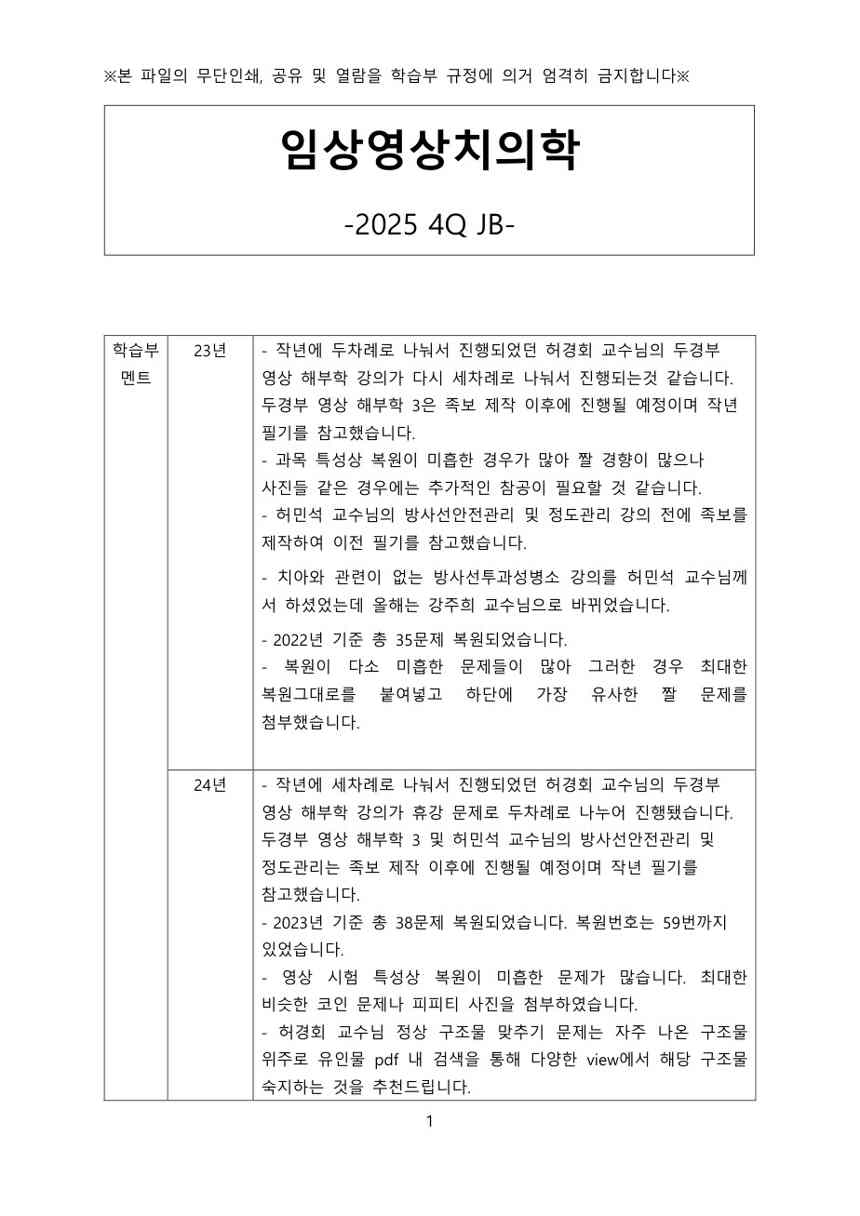 ※본 파일의 무단인쇄, 공유 및 열람을 학습부 규정에 의거 엄격히 금지합니다※
임상영상치의학
-2025 4Q JB-
학습부
멘트
23년
- 작년에 두차례로 나눠서 진행되었던 허경회 교수님의 두경부
영상 해부학 강의가 다시 세차례로 나눠서 진행되는것 같습니다.
두경부 영상 해부학 3은 족보 제작 이후에 진행될 예정이며 작년
필기를 참고했습니다.
- 과목 특성상 복원이 미흡한 경우가 많아 짤 경향이 많으나
사진들 같은 경우에는 추가적인 참공이 필요할 것 같습니다.
- 허민석 교수님의 방사선안전관리 및 정도관리 강의 전에 족보를
제작하여 이전 필기를 참고했습니다.
- 치아와 관련이 없는 방사선투과성병소 강의를 허민석 교수님께
서 하셨었는데 올해는 강주희 교수님으로 바뀌었습니다.
- 2022년 기준 총 35문제 복원되었습니다.
- 복원이 다소 미흡한 문제들이 많아 그러한 경우 최대한
복원그대로를 붙여넣고 하단에 가장 유사한 짤 문제를
첨부했습니다.
24년
- 작년에 세차례로 나눠서 진행되었던 허경회 교수님의 두경부
영상 해부학 강의가 휴강 문제로 두차례로 나누어 진행됐습니다.
두경부 영상 해부학 3 및 허민석 교수님의 방사선안전관리 및
정도관리는 족보 제작 이후에 진행될 예정이며 작년 필기를
참고했습니다.
- 2023년 기준 총 38문제 복원되었습니다. 복원번호는 59번까지
있었습니다.
- 영상 시험 특성상 복원이 미흡한 문제가 많습니다. 최대한
비슷한 코인 문제나 피피티 사진을 첨부하였습니다.
- 허경회 교수님 정상 구조물 맞추기 문제는 자주 나온 구조물
위주로 유인물 pdf 내 검색을 통해 다양한 view에서 해당 구조물
숙지하는 것을 추천드립니다.
1